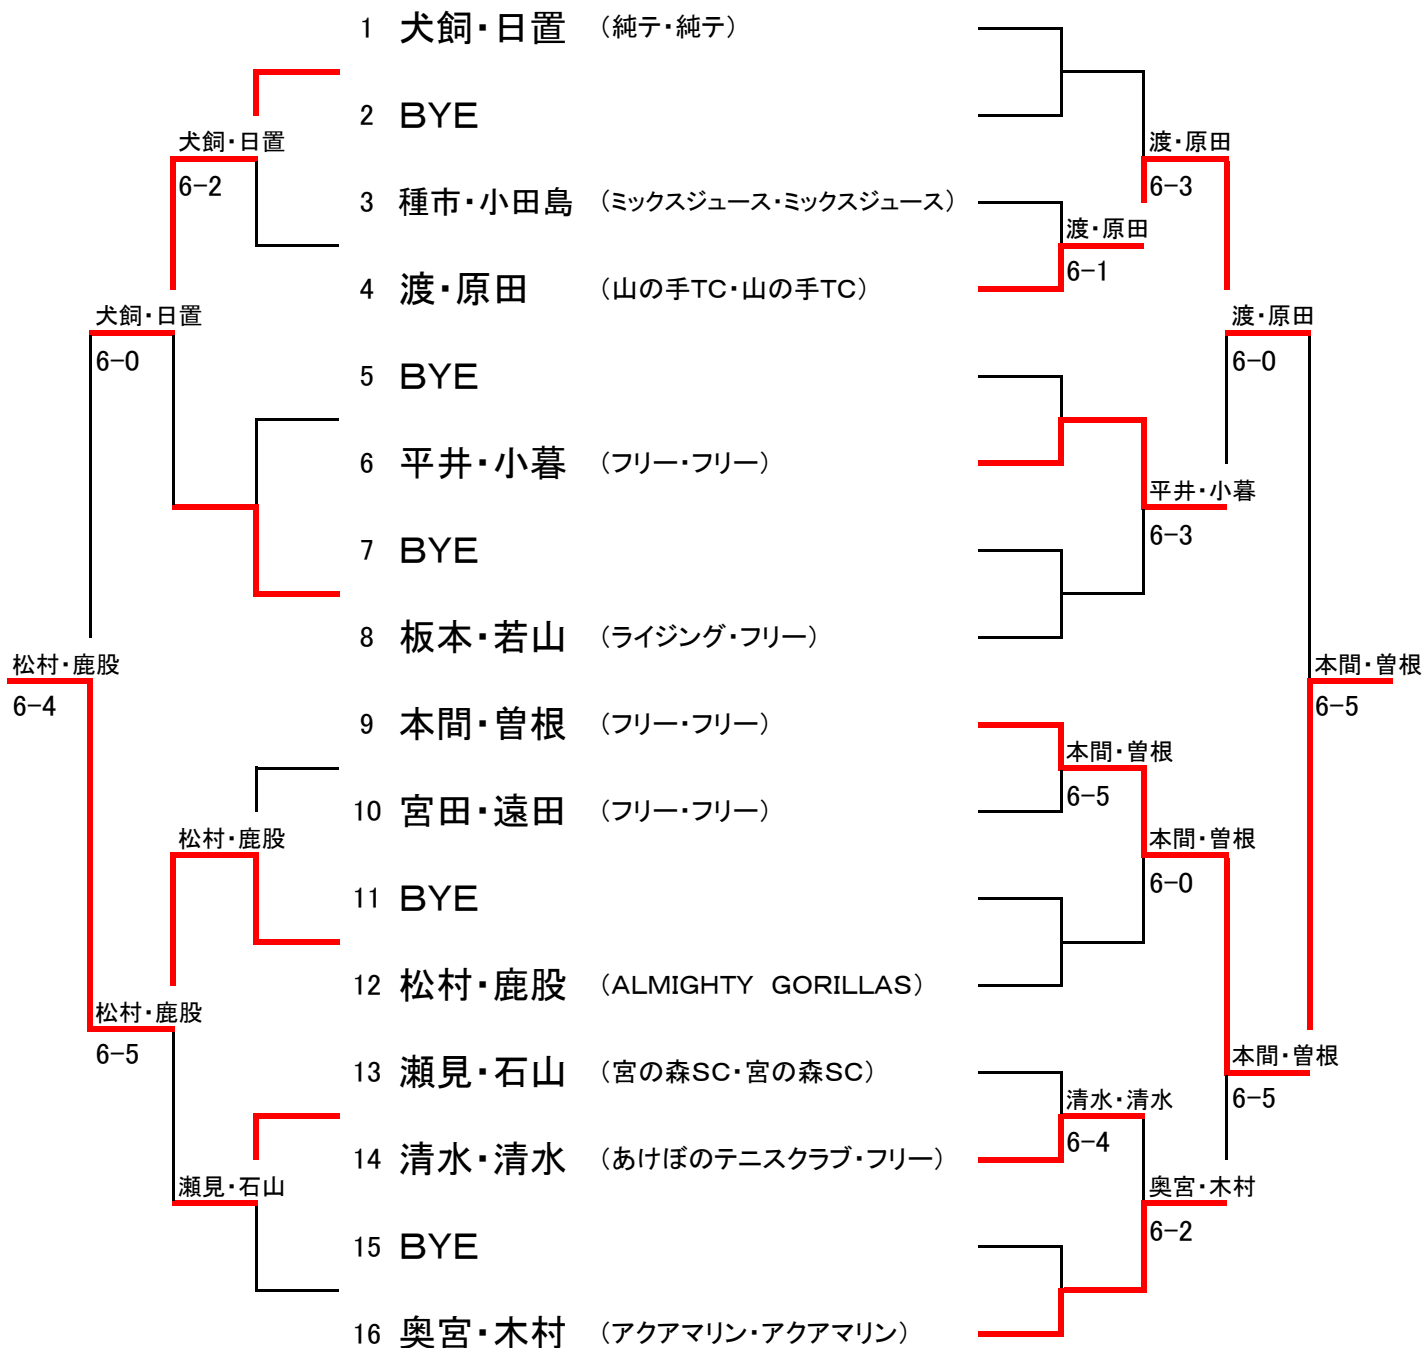 1 犬飼・日置 （純テ・純テ）
2 BYE
犬飼・日置
渡・原田
6-2
6-3
3 種市・小田島 （ミックスジュース・ミックスジュース）
渡・原田
6-1
4 渡・原田 （山の手TC・山の手TC）
犬飼・日置
渡・原田
6-0
6-0
5 BYE
6 平井・小暮 （フリー・フリー）
平井・小暮
6-3
7 BYE
8 板本・若山 （ライジング・フリー）
松村・鹿股
本間・曽根
6-4
6-5
9 本間・曽根 （フリー・フリー）
本間・曽根
6-5
10 宮田・遠田 （フリー・フリー）
松村・鹿股
本間・曽根
6-0
11 BYE
12 松村・鹿股 （ALMIGHTY GORILLAS）
松村・鹿股
6-5
本間・曽根
6-5
13 瀬見・石山 （宮の森SC・宮の森SC）
清水・清水
6-4
14 清水・清水 （あけぼのテニスクラブ・フリー）
瀬見・石山
奥宮・木村
6-2
15 BYE
16 奥宮・木村 （アクアマリン・アクアマリン）